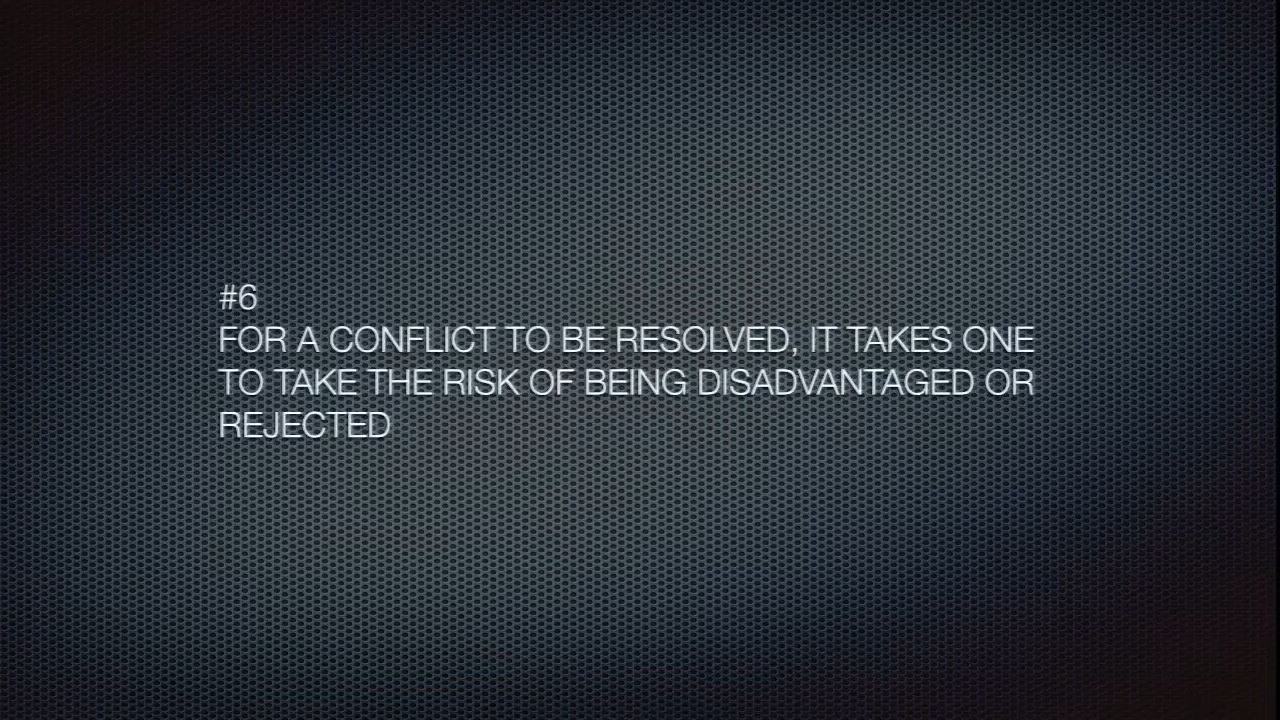 #6
FOR A CONFLICT TO BE RESOLVED, IT TAKES ONE
TO TAKE THE RISK OF BEING DISADVANTAGED OR
REJECTED